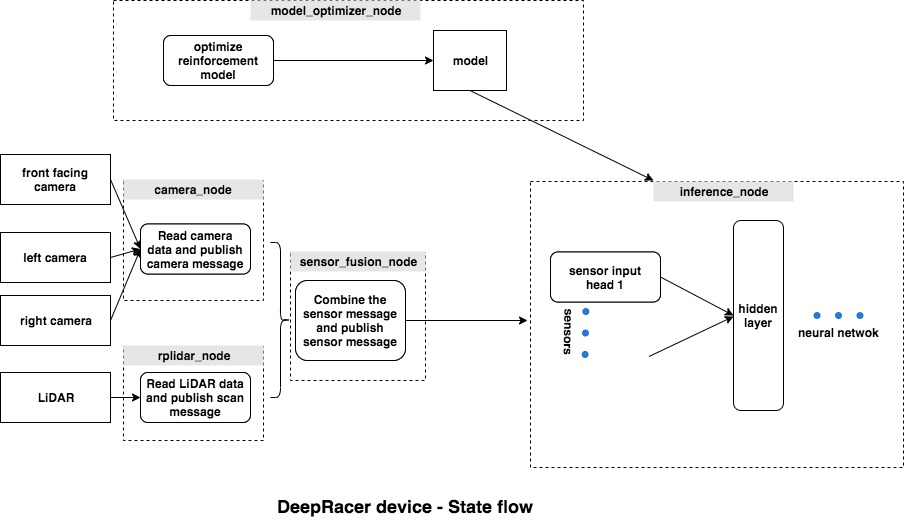 model_optimizer_node
optimize
reinforcement
model
model
front facing
camera
left camera
right camera
LiDAR
camera_node
Read camera
data and publish
camera message
rplidar_node
Read LiDAR data
and publish scan
message
sensor_fusion_node
Combine the
sensor message
and publish
sensor message
inference_node
sensor input
head 1
sensors
hidden
layer
neural netwok
DeepRacer device - State flow